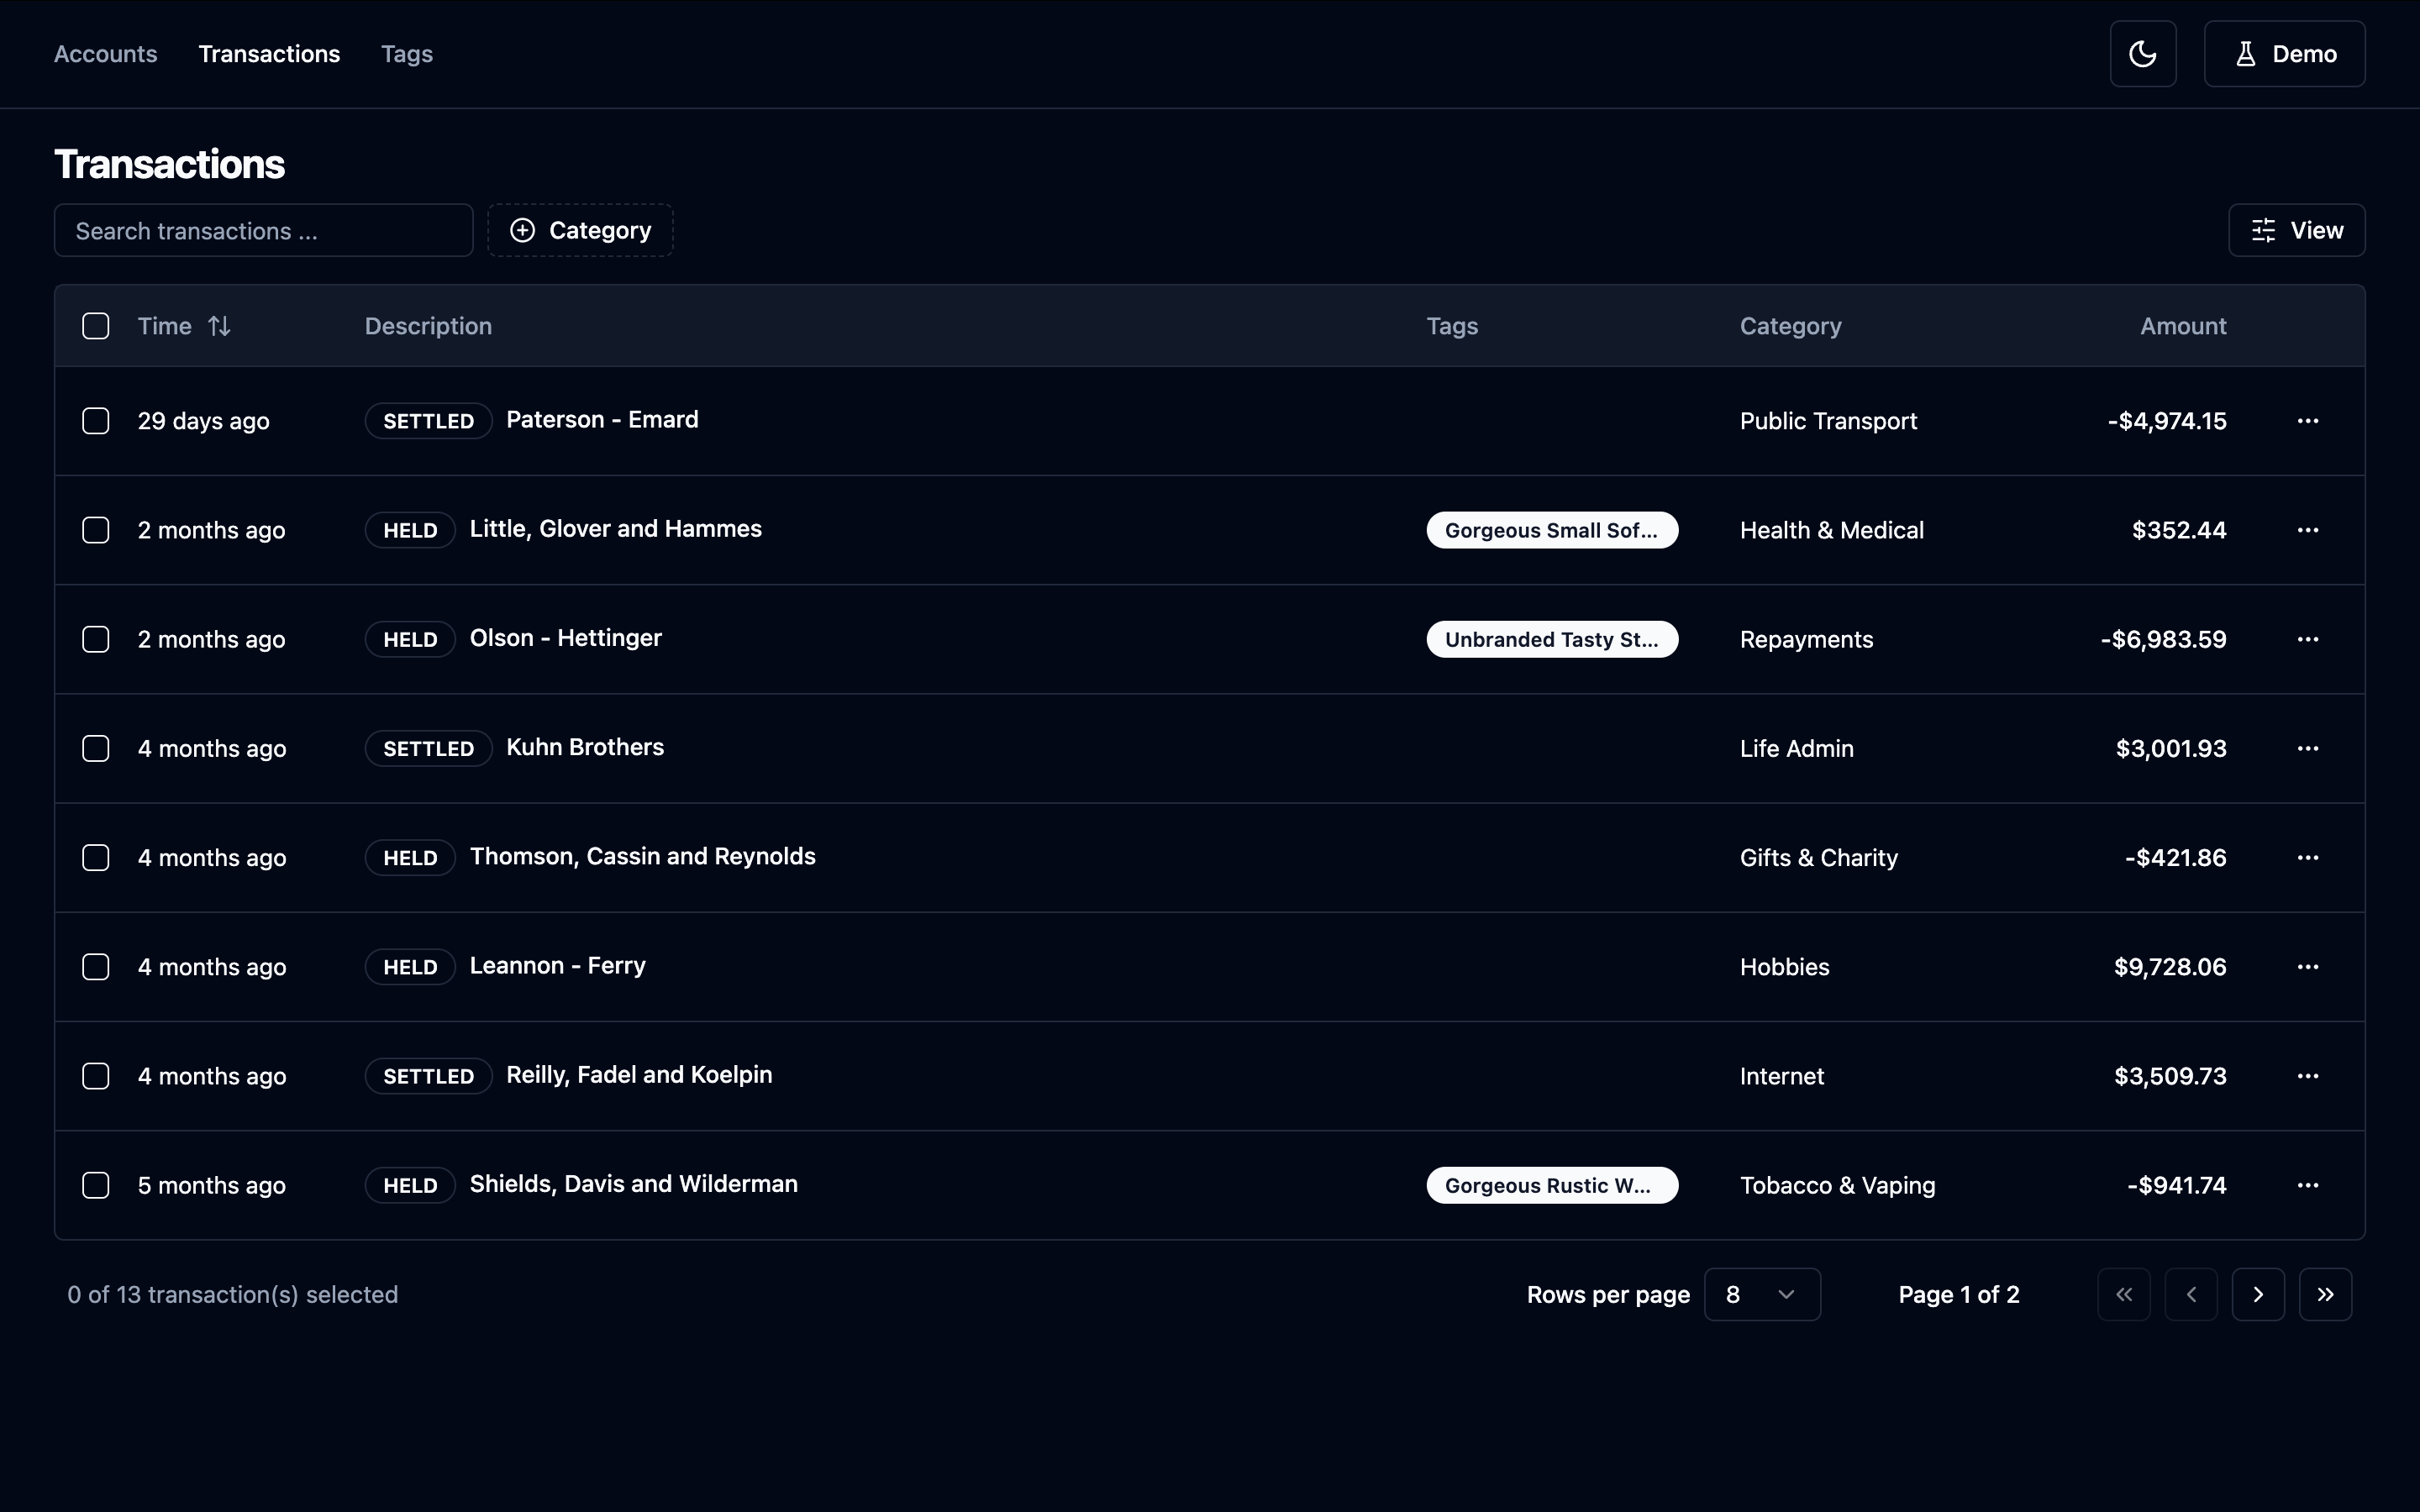 Accounts Transactions Tags Demo
Transactions
Search transactions ... Category View
Time Description Tags Category Amount
29 days ago SETTLED Paterson - Emard Public Transport -$4,974.15
2 months ago HELD Little, Glover and Hammes Gorgeous Small Sof... Health & Medical $352.44
2 months ago HELD Olson - Hettinger Unbranded Tasty St... Repayments -$6,983.59
4 months ago SETTLED Kuhn Brothers Life Admin $3,001.93
4 months ago HELD Thomson, Cassin and Reynolds Gifts & Charity -$421.86
4 months ago HELD Leannon - Ferry Hobbies $9,728.06
4 months ago SETTLED Reilly, Fadel and Koelpin Internet $3,509.73
5 months ago HELD Shields, Davis and Wilderman Gorgeous Rustic W... Tobacco & Vaping -$941.74
0 of 13 transaction(s) selected Rows per page 8 Page 1 of 2